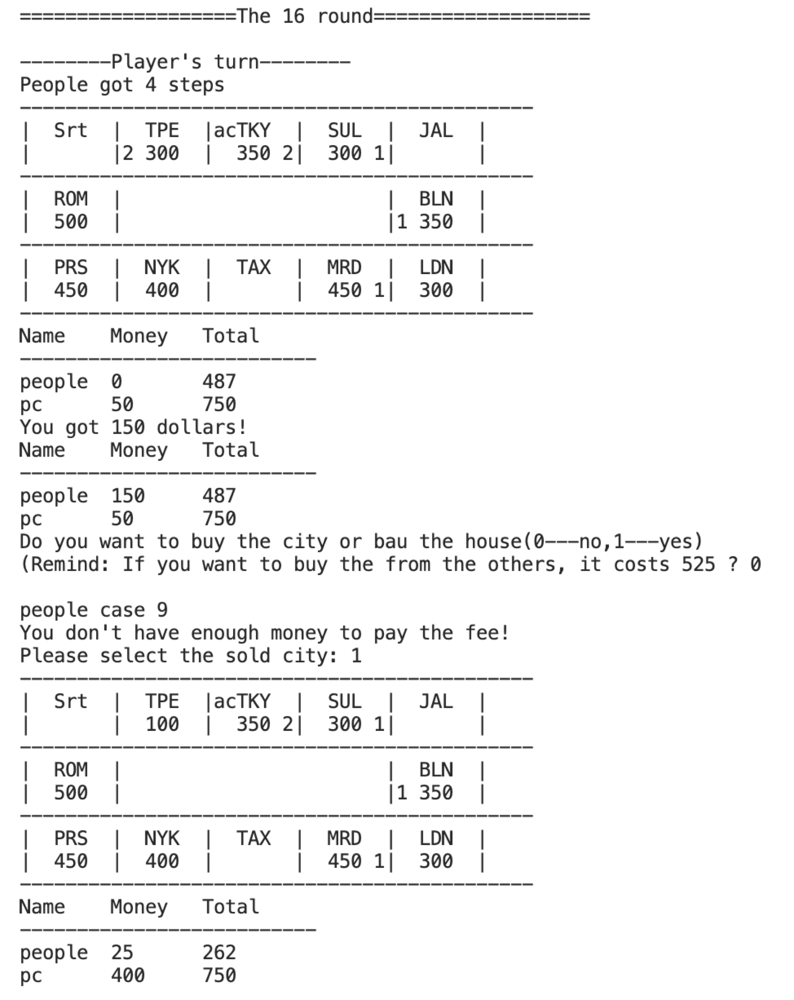 ===================The 16 round===================
--------Player's turn--------
People got 4 steps
---------------------------------------------
|  Srt  |  TPE  |acTKY  |  SUL  |  JAL  |
|       |2 300  |  350 2|  300 1|       |
---------------------------------------------
|  ROM  |                       |  BLN  |
|  500  |                       |1 350  |
---------------------------------------------
|  PRS  |  NYK  |  TAX  |  MRD  |  LDN  |
|  450  |  400  |       |  450 1|  300  |
---------------------------------------------
Name    Money   Total
--------------------------
people  0       487
pc      50      750
You got 150 dollars!
Name    Money   Total
--------------------------
people  150     487
pc      50      750
Do you want to buy the city or bau the house(0---no,1---yes)
(Remind: If you want to buy the from the others, it costs 525 ? 0
people case 9
You don't have enough money to pay the fee!
Please select the sold city: 1
---------------------------------------------
|  Srt  |  TPE  |acTKY  |  SUL  |  JAL  |
|       |  100  |  350 2|  300 1|       |
---------------------------------------------
|  ROM  |                       |  BLN  |
|  500  |                       |1 350  |
---------------------------------------------
|  PRS  |  NYK  |  TAX  |  MRD  |  LDN  |
|  450  |  400  |       |  450 1|  300  |
---------------------------------------------
Name    Money   Total
--------------------------
people  25      262
pc      400     750